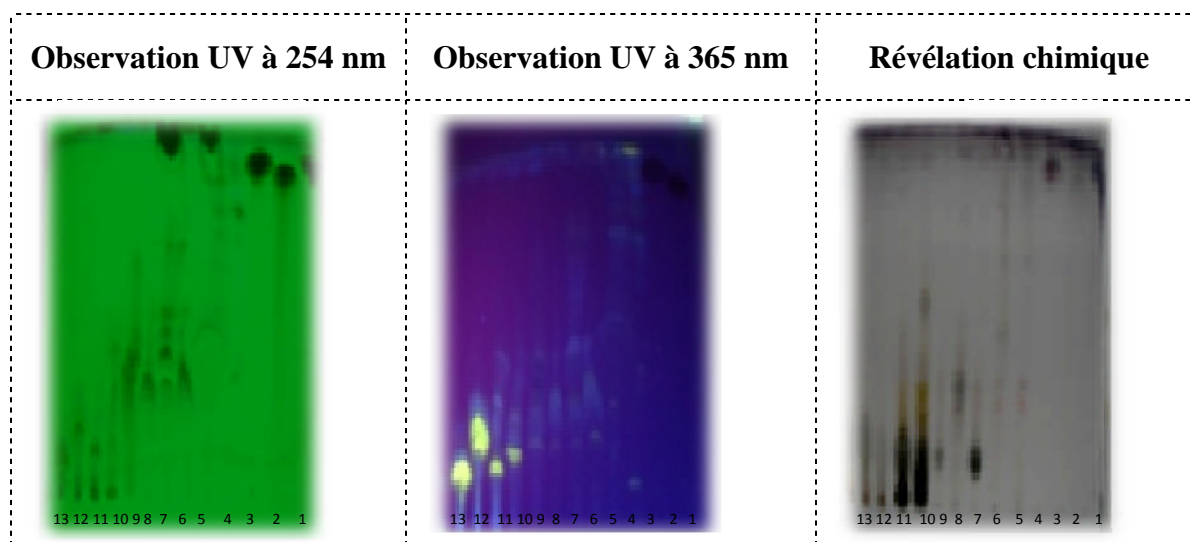 Observation UV à 254 nm
Observation UV à 365 nm
Révélation chimique
13 12 11 10 9 8 7 6 5 4 3 2 1
13 12 11 10 9 8 7 6 5 4 3 2 1
13 12 11 10 9 8 7 6 5 4 3 2 1